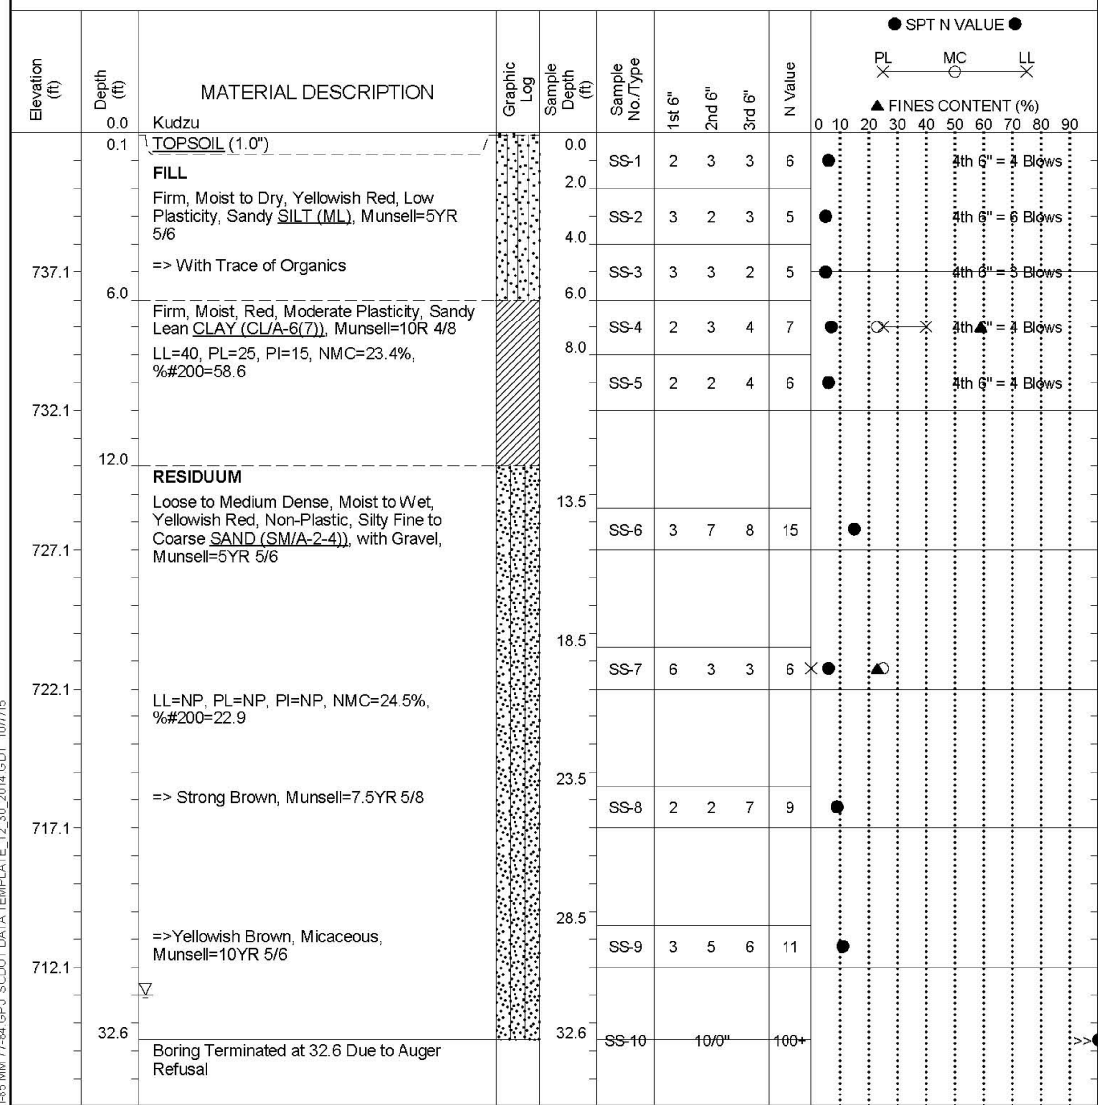 ● SPT N VALUE ●
PL MC LL
▲ FINES CONTENT (%)
0 10 20 30 40 50 60 70 80 90
Elevation (ft)
Depth (ft)
MATERIAL DESCRIPTION
Graphic Log
Sample Depth (ft)
Sample No./Type
1st 6"
2nd 6"
3rd 6"
N Value
0.0 Kudzu
0.1 TOPSOIL (1.0")
0.0
SS-1 2 3 3 6 4th 6" = 4 Blows
FILL
2.0
Firm, Moist to Dry, Yellowish Red, Low
Plasticity, Sandy SILT (ML), Munsell=5YR
5/6
SS-2 3 2 3 5 4th 6" = 6 Blows
4.0
=> With Trace of Organics
737.1
SS-3 3 3 2 5 4th 6" = 3 Blows
6.0
6.0
Firm, Moist, Red, Moderate Plasticity, Sandy
Lean CLAY (CL/A-6(7)), Munsell=10R 4/8
SS-4 2 3 4 7 4th 6" = 4 Blows
8.0
LL=40, PL=25, PI=15, NMC=23.4%,
%#200=58.6
SS-5 2 2 4 6 4th 6" = 4 Blows
732.1
12.0
RESIDUUM
13.5
Loose to Medium Dense, Moist to Wet,
Yellowish Red, Non-Plastic, Silty Fine to
Coarse SAND (SM/A-2-4)), with Gravel,
Munsell=5YR 5/6
SS-6 3 7 8 15
727.1
18.5
SS-7 6 3 3 6
722.1
LL=NP, PL=NP, PI=NP, NMC=24.5%,
%#200=22.9
23.5
=> Strong Brown, Munsell=7.5YR 5/8
SS-8 2 2 7 9
717.1
28.5
=>Yellowish Brown, Micaceous,
Munsell=10YR 5/6
SS-9 3 5 6 11
712.1
32.6
32.6
SS-10 10/0" 100+ >>
Boring Terminated at 32.6 Due to Auger
Refusal
I-85 MM 77-84.GPJ SCDOT DATA TEMPLATE_12_30_2014.GDT 10/7/15